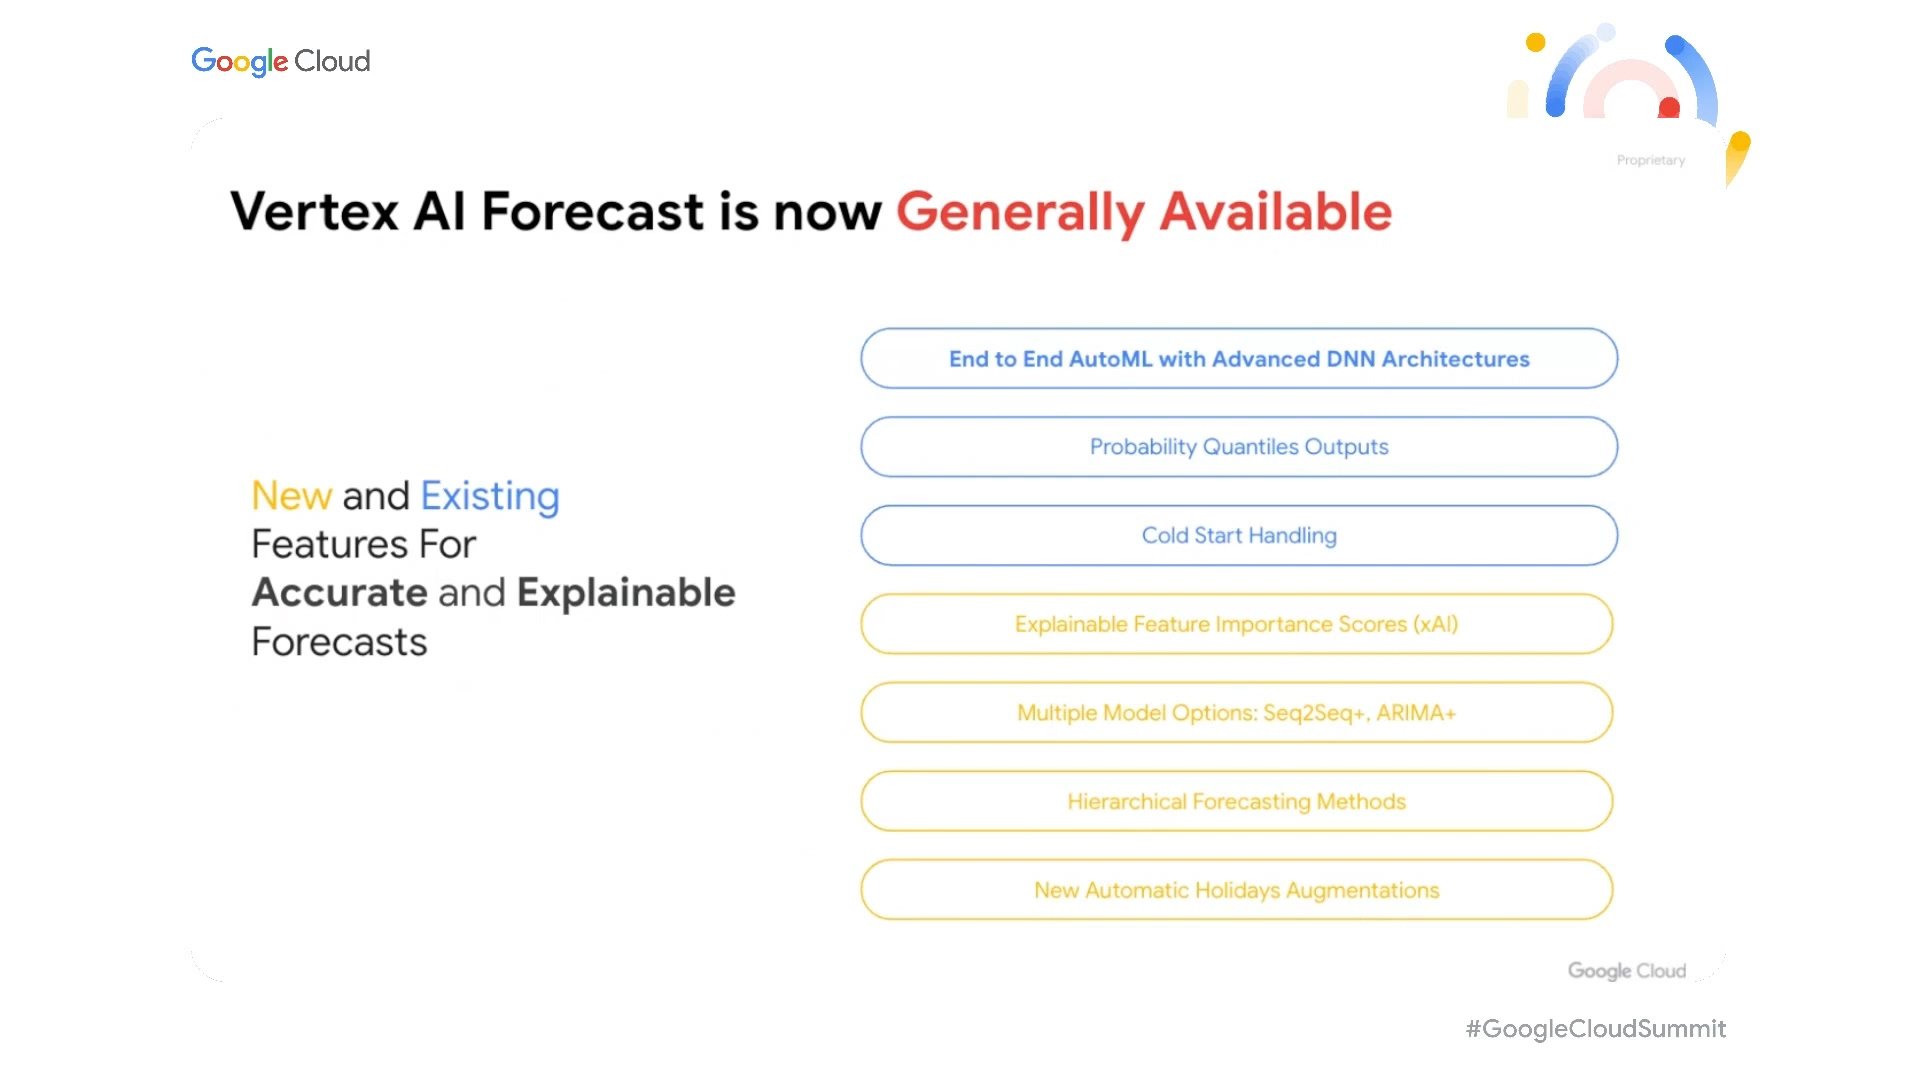 Google Cloud
Proprietary
Vertex AI Forecast is now Generally Available
New and Existing
Features For
Accurate and Explainable
Forecasts
End to End AutoML with Advanced DNN Architectures
Probability Quantiles Outputs
Cold Start Handling
Explainable Feature Importance Scores (xAI)
Multiple Model Options: Seq2Seq+, ARIMA+
Hierarchical Forecasting Methods
New Automatic Holidays Augmentations
Google Cloud
#GoogleCloudSummit